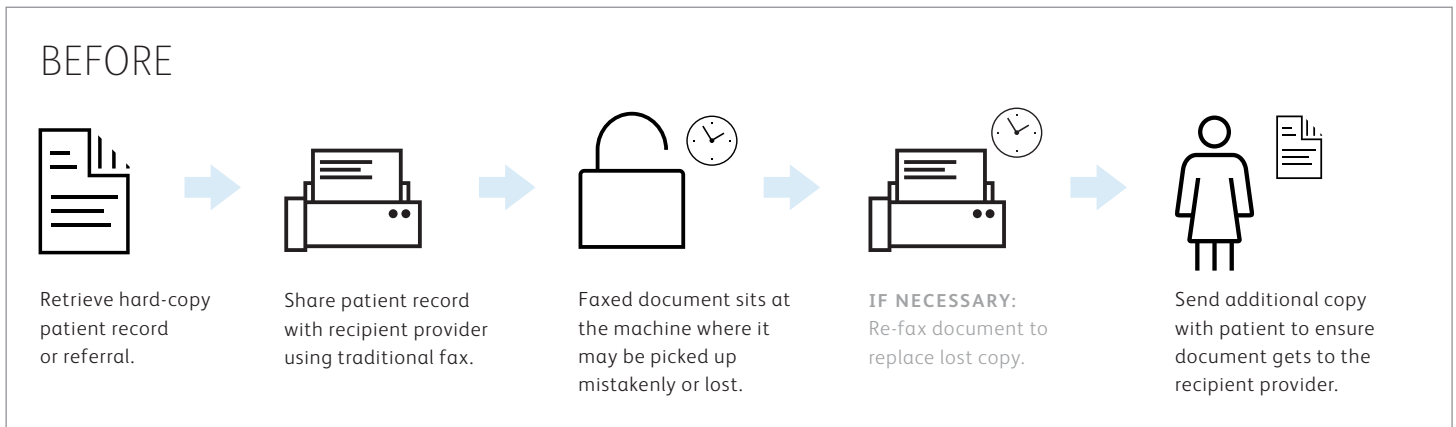 BEFORE
Retrieve hard-copy
patient record
or referral.
Share patient record
with recipient provider
using traditional fax.
Faxed document sits at
the machine where it
may be picked up
mistakenly or lost.
IF NECESSARY:
Re-fax document to
replace lost copy.
Send additional copy
with patient to ensure
document gets to the
recipient provider.